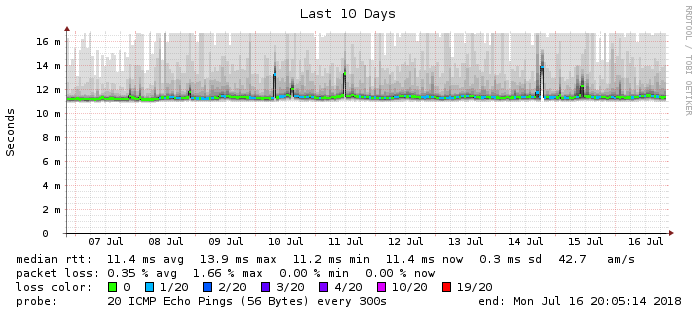 Last 10 Days
RRDTOOL / TOBI OETIKER
Seconds
16 m
14 m
12 m
10 m
8 m
6 m
4 m
2 m
0
07 Jul 08 Jul 09 Jul 10 Jul 11 Jul 12 Jul 13 Jul 14 Jul 15 Jul 16 Jul
median rtt: 11.4 ms avg 13.9 ms max 11.2 ms min 11.4 ms now 0.3 ms sd 42.7 am/s
packet loss: 0.35 % avg 1.66 % max 0.00 % min 0.00 % now
loss color: 0 1/20 2/20 3/20 4/20 10/20 19/20
probe: 20 ICMP Echo Pings (56 Bytes) every 300s end: Mon Jul 16 20:05:14 2018